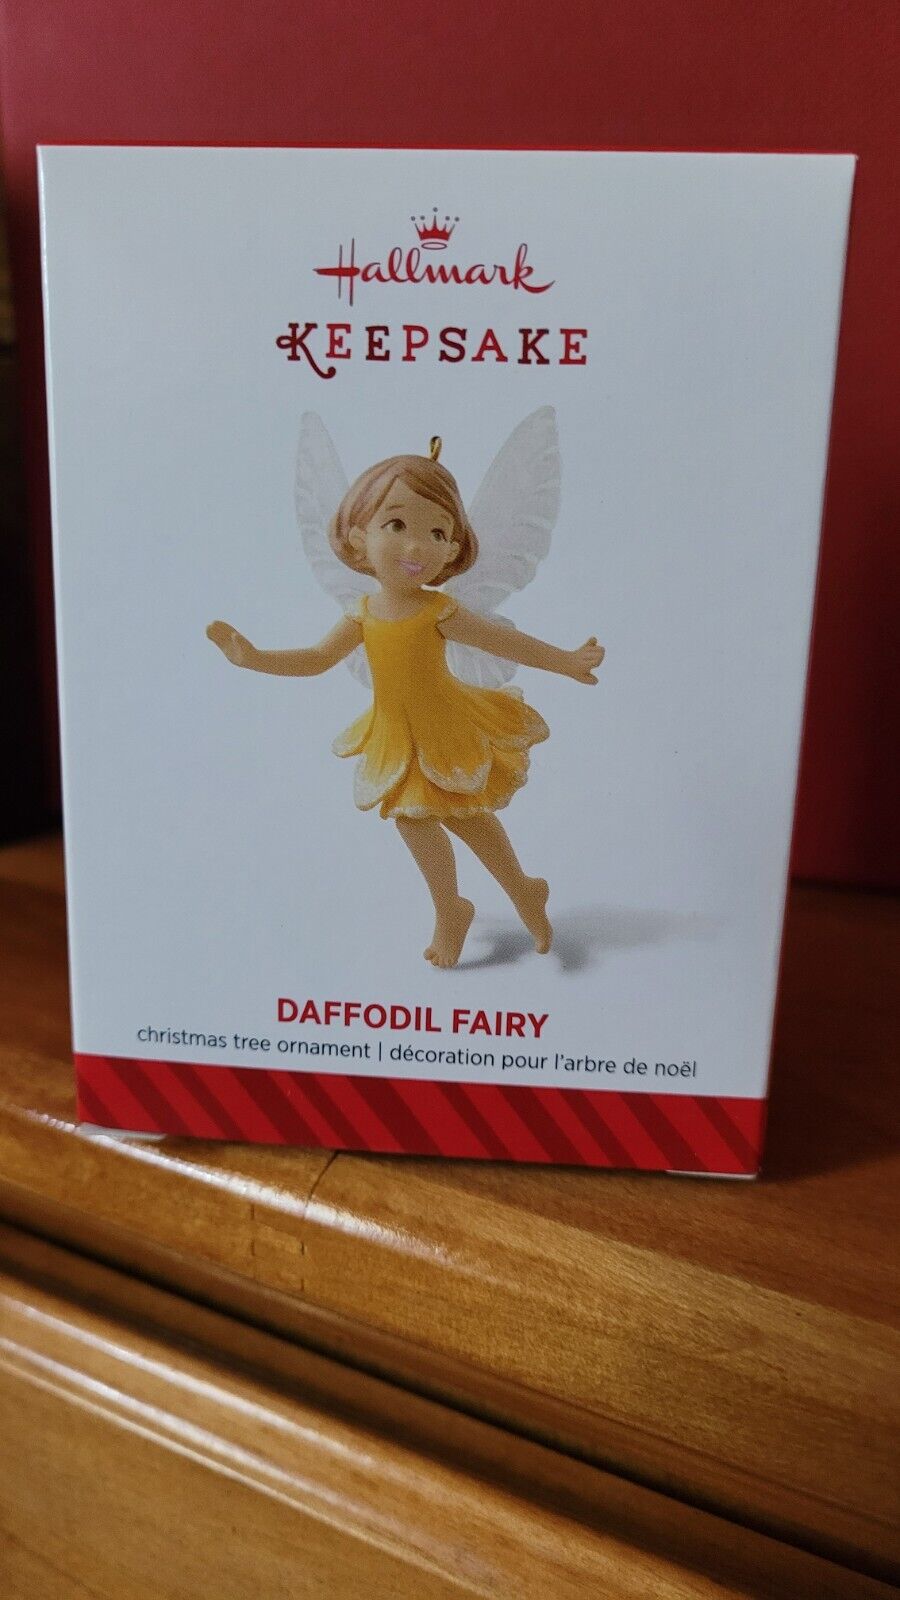 Hallmark
KEEPSAKE
DAFFODIL FAIRY
christmas tree ornament | décoration pour l'arbre de noël